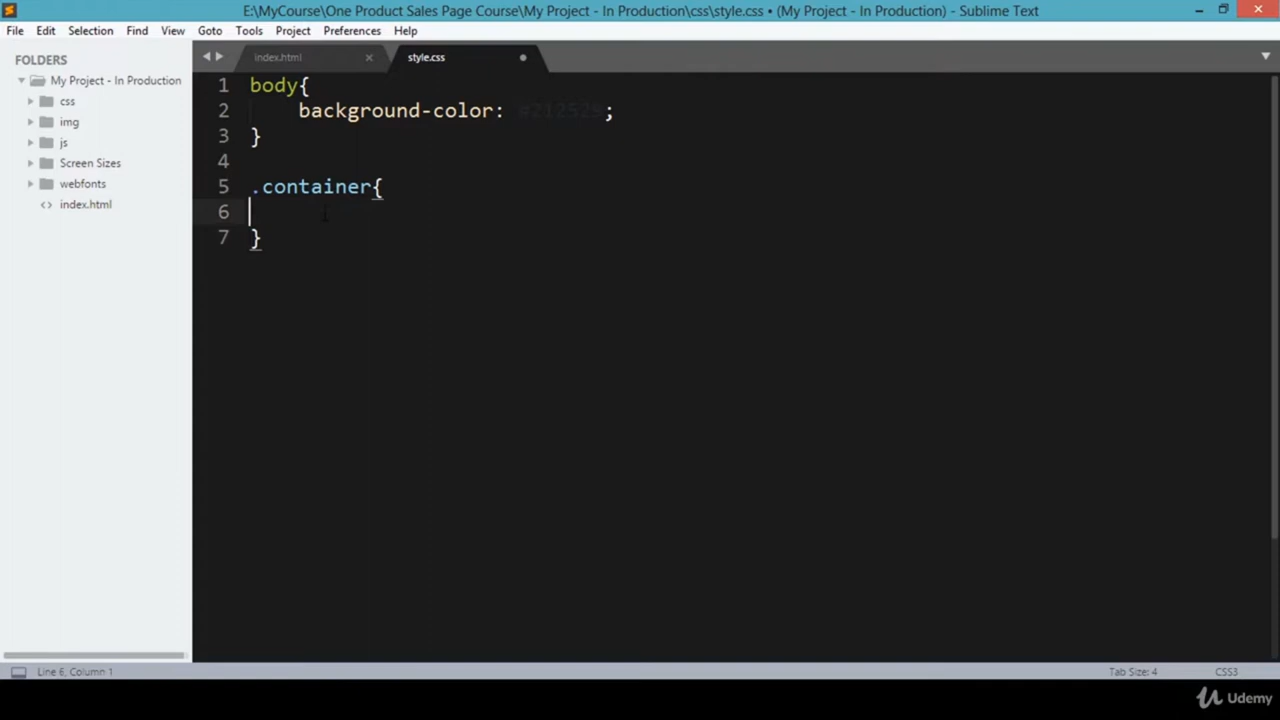 E:\MyCourse\One Product Sales Page Course\My Project - In Production\css\style.css • (My Project - In Production) - Sublime Text
File Edit Selection Find View Goto Tools Project Preferences Help
FOLDERS
My Project - In Production
css
img
js
Screen Sizes
webfonts
<> index.html
index.html
style.css
1 body{
2 background-color: #212529;
3 }
4
5 .container{
6
7 }
Line 6, Column 1
Tab Size: 4
CSS3
Udemy